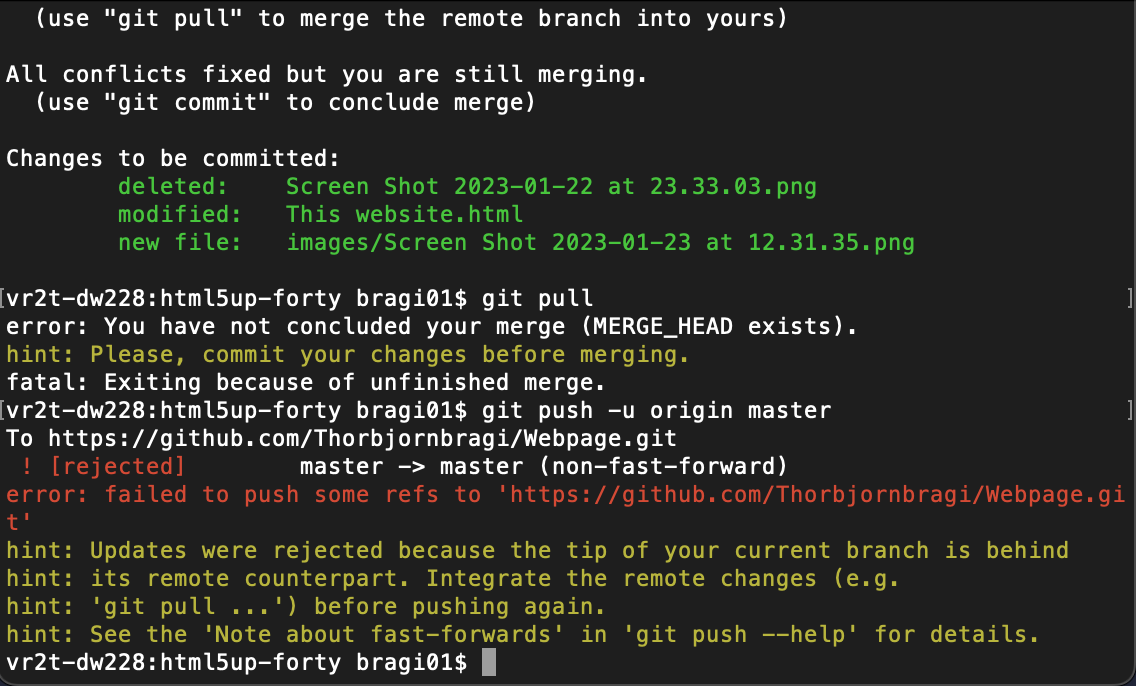 (use "git pull" to merge the remote branch into yours)
All conflicts fixed but you are still merging.
(use "git commit" to conclude merge)
Changes to be committed:
deleted:    Screen Shot 2023-01-22 at 23.33.03.png
modified:   This website.html
new file:   images/Screen Shot 2023-01-23 at 12.31.35.png
[vr2t-dw228:html5up-forty bragi01$ git pull ]
error: You have not concluded your merge (MERGE_HEAD exists).
hint: Please, commit your changes before merging.
fatal: Exiting because of unfinished merge.
[vr2t-dw228:html5up-forty bragi01$ git push -u origin master ]
To https://github.com/Thorbjornbragi/Webpage.git
! [rejected]        master -> master (non-fast-forward)
error: failed to push some refs to 'https://github.com/Thorbjornbragi/Webpage.gi
t'
hint: Updates were rejected because the tip of your current branch is behind
hint: its remote counterpart. Integrate the remote changes (e.g.
hint: 'git pull ...') before pushing again.
hint: See the 'Note about fast-forwards' in 'git push --help' for details.
vr2t-dw228:html5up-forty bragi01$